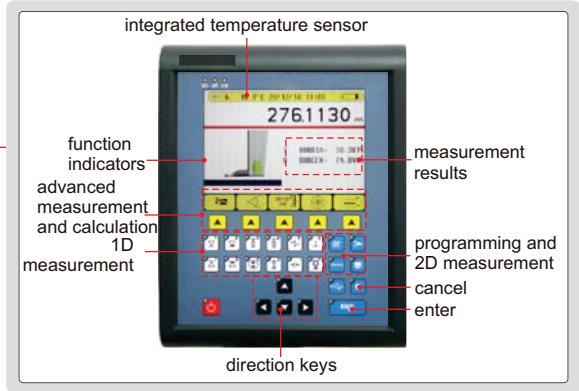 integrated temperature sensor
276.1130 mm
function
indicators
measurement
results
advanced
measurement
and calculation
1D
measurement
programming and
2D measurement
cancel
enter
direction keys